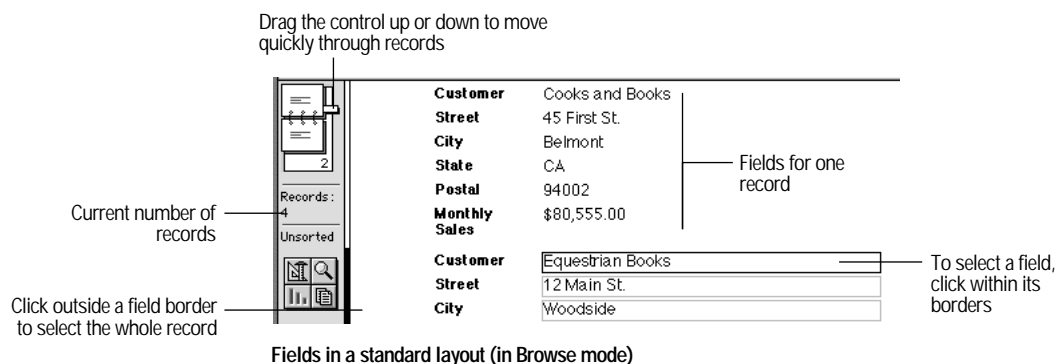 Drag the control up or down to move
quickly through records
Customer Cooks and Books
Street 45 First St.
City Belmont
State CA
Postal 94002
Monthly $80,555.00
Sales
Fields for one
record
2
Records:
4
Unsorted
Current number of
records
Customer Equestrian Books
Street 12 Main St.
City Woodside
To select a field,
click within its
borders
Click outside a field border
to select the whole record
Fields in a standard layout (in Browse mode)